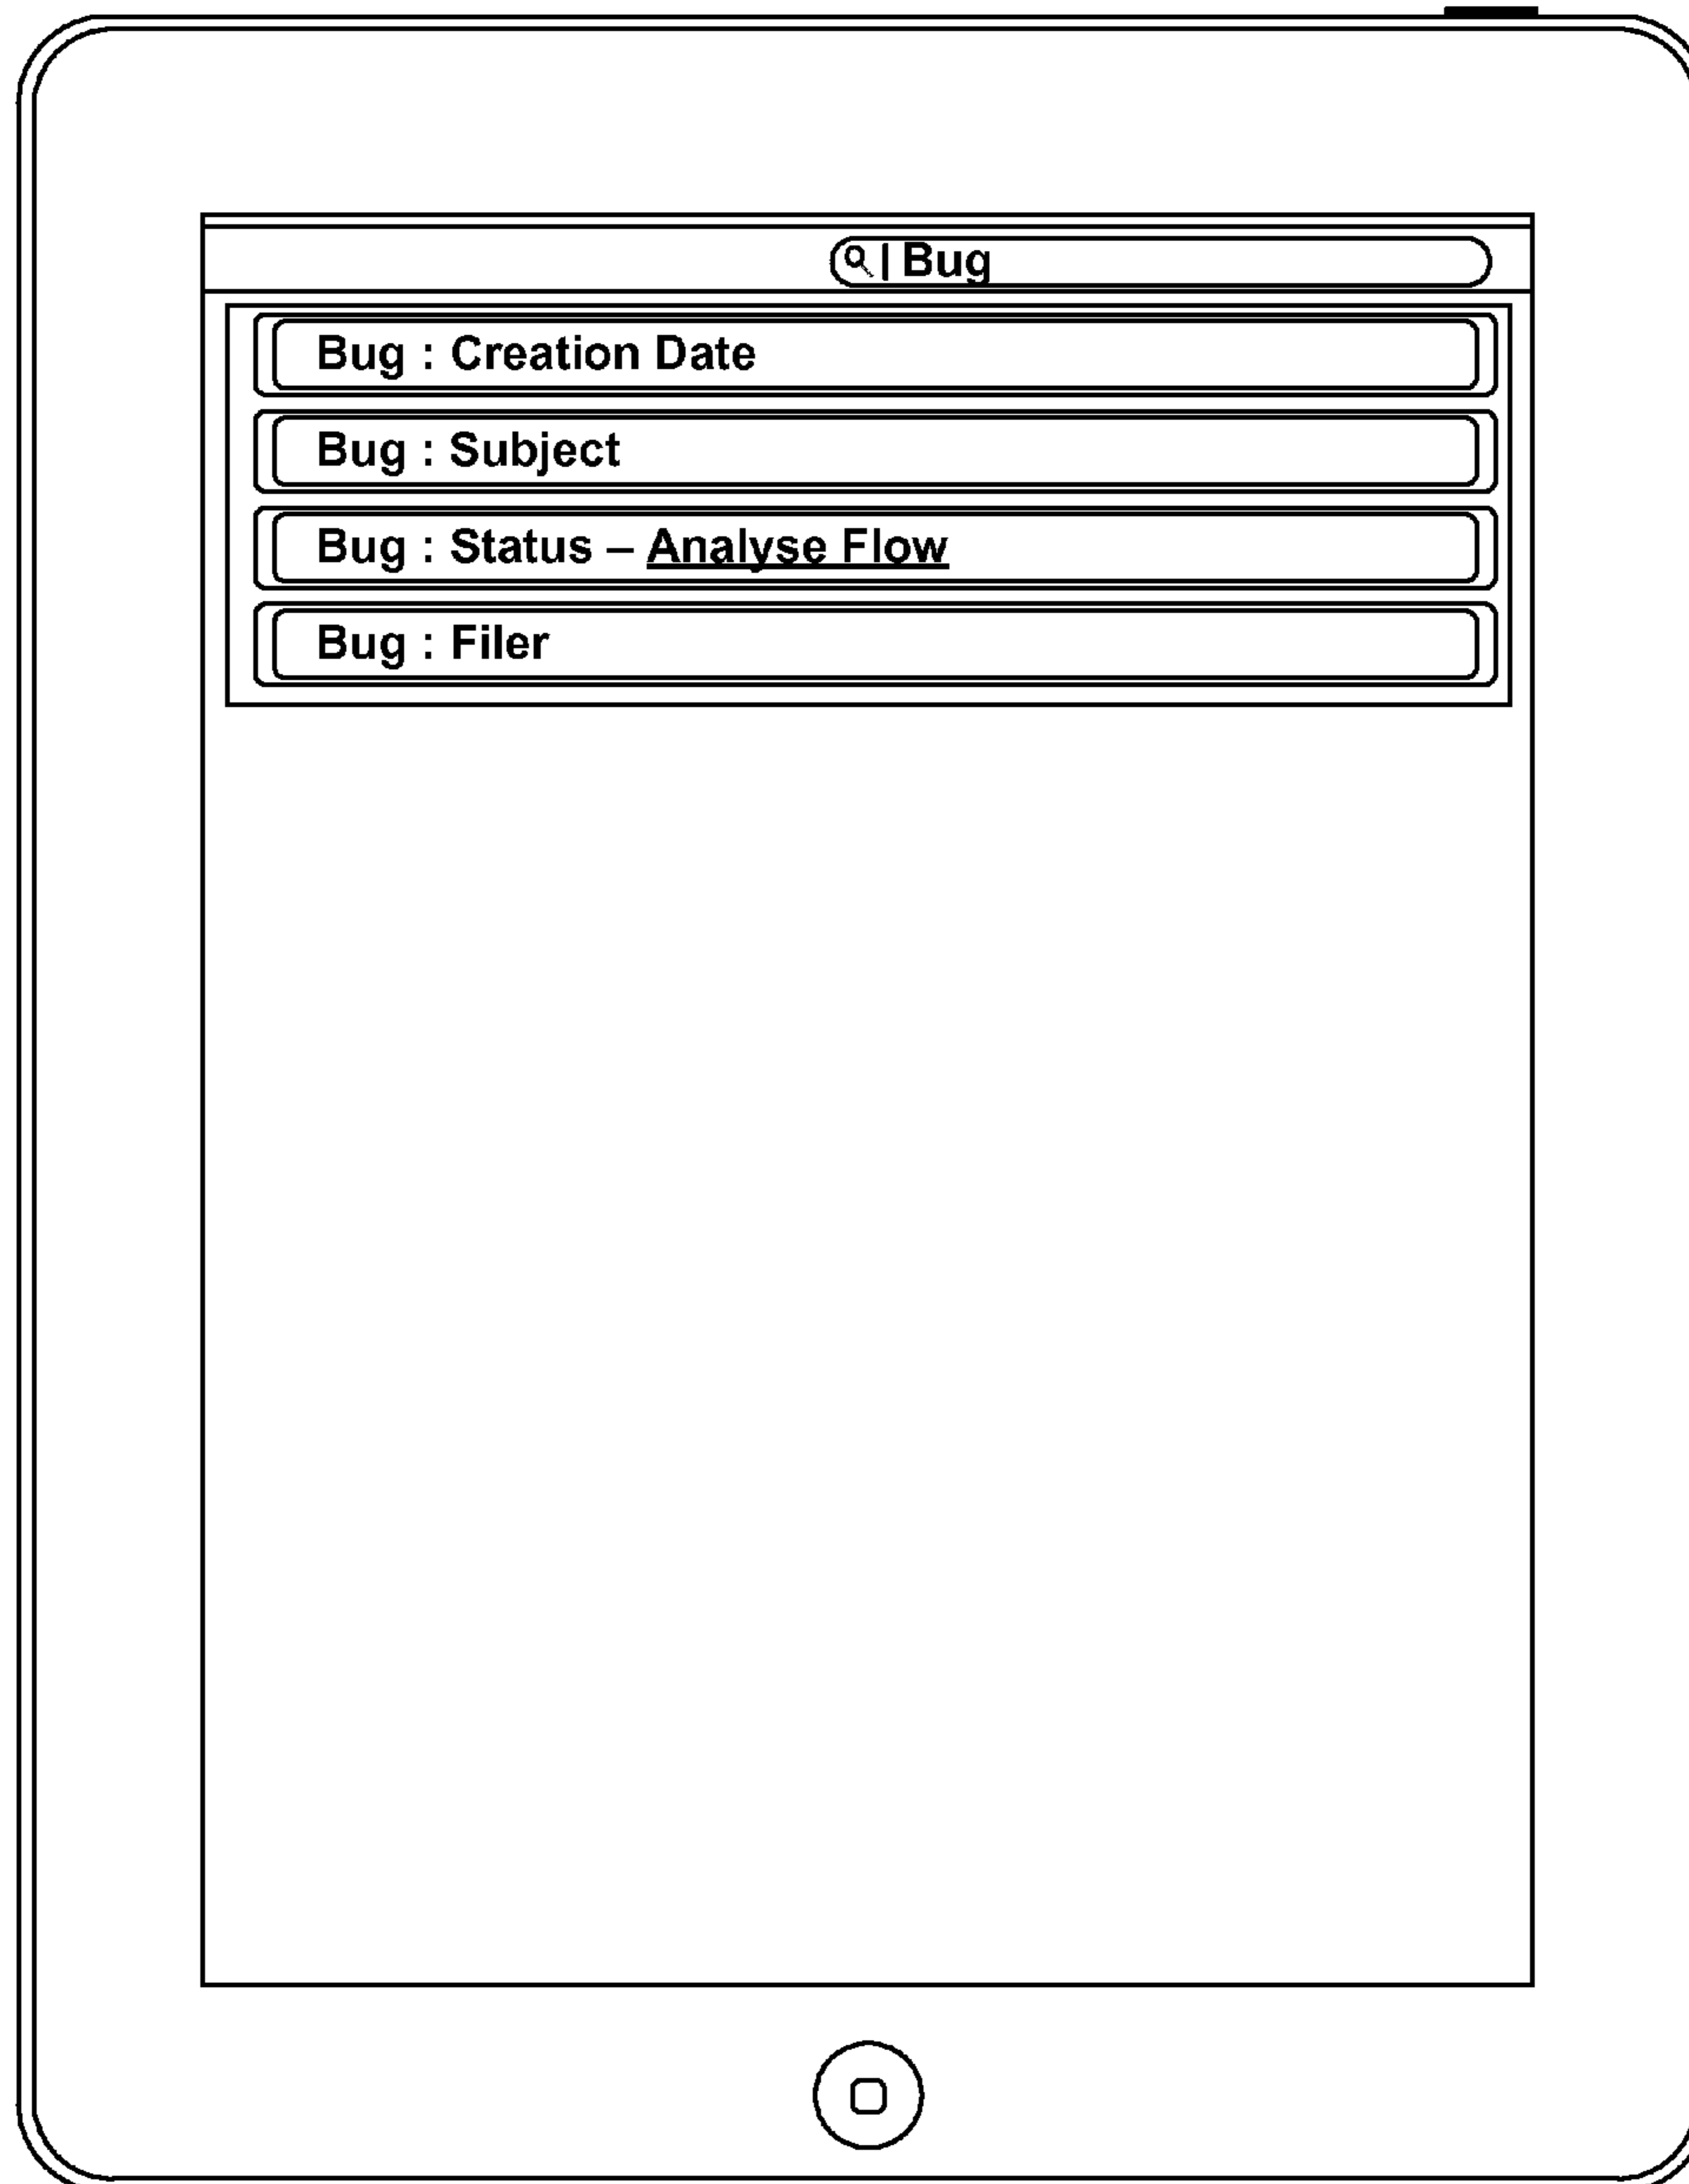 | Bug
Bug : Creation Date
Bug : Subject
Bug : Status – Analyse Flow
Bug : Filer